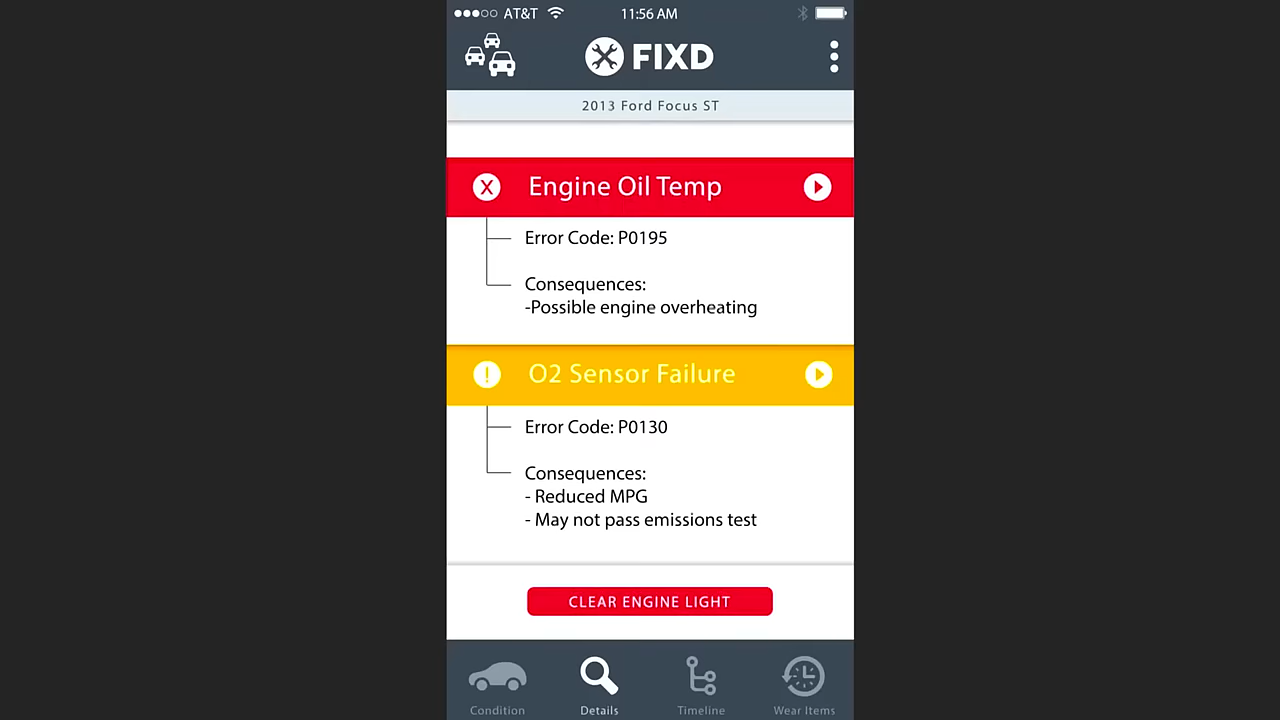 AT&T 11:56 AM
FIXD
2013 Ford Focus ST
X Engine Oil Temp
Error Code: P0195
Consequences:
-Possible engine overheating
! O2 Sensor Failure
Error Code: P0130
Consequences:
- Reduced MPG
- May not pass emissions test
CLEAR ENGINE LIGHT
Condition Details Timeline Wear Items